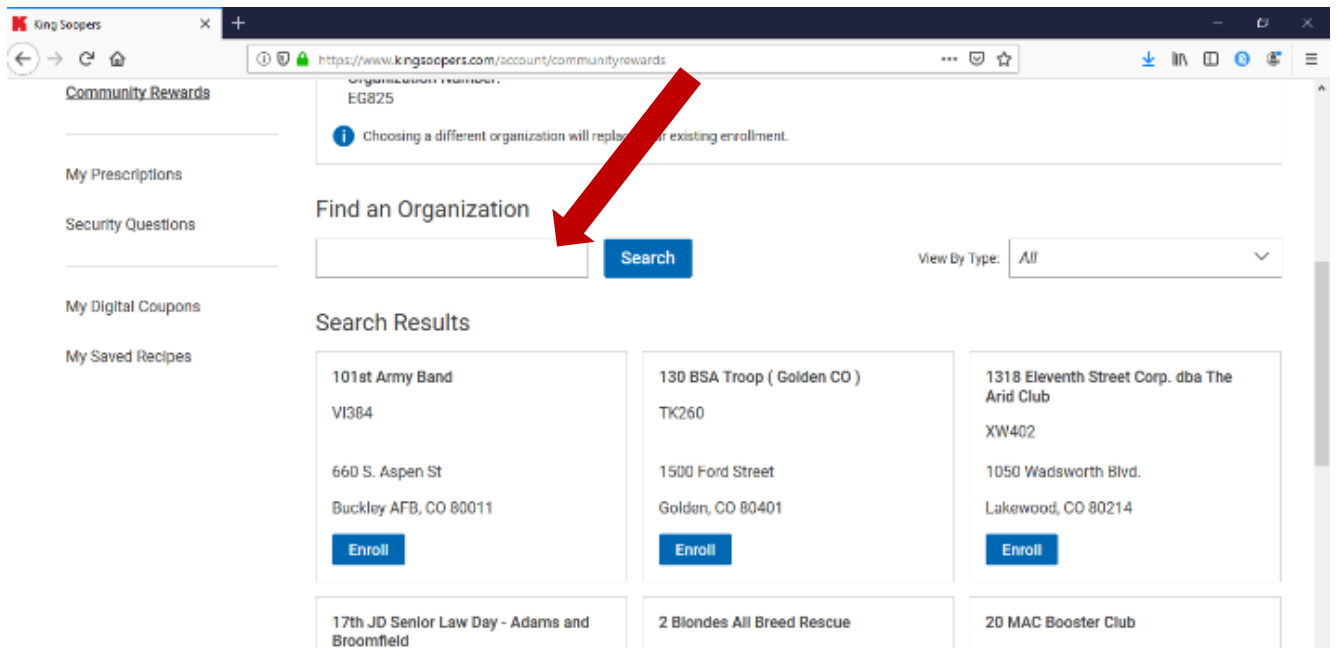 King Soopers
https://www.kingsoopers.com/account/communityrewards
Community Rewards
My Prescriptions
Security Questions
My Digital Coupons
My Saved Recipes
Organization Number:
EG825
Choosing a different organization will existing enrollment.
Find an Organization
Search
View By Type: All
Search Results
101st Army Band
VI384
660 S. Aspen St
Buckley AFB, CO 80011
Enroll
130 BSA Troop ( Golden CO )
TK260
1500 Ford Street
Golden, CO 80401
Enroll
1318 Eleventh Street Corp. dba The
Arid Club
XW402
1050 Wadsworth Blvd.
Lakewood, CO 80214
Enroll
17th JD Senior Law Day - Adams and
Broomfield
2 Blondes All Breed Rescue
20 MAC Booster Club